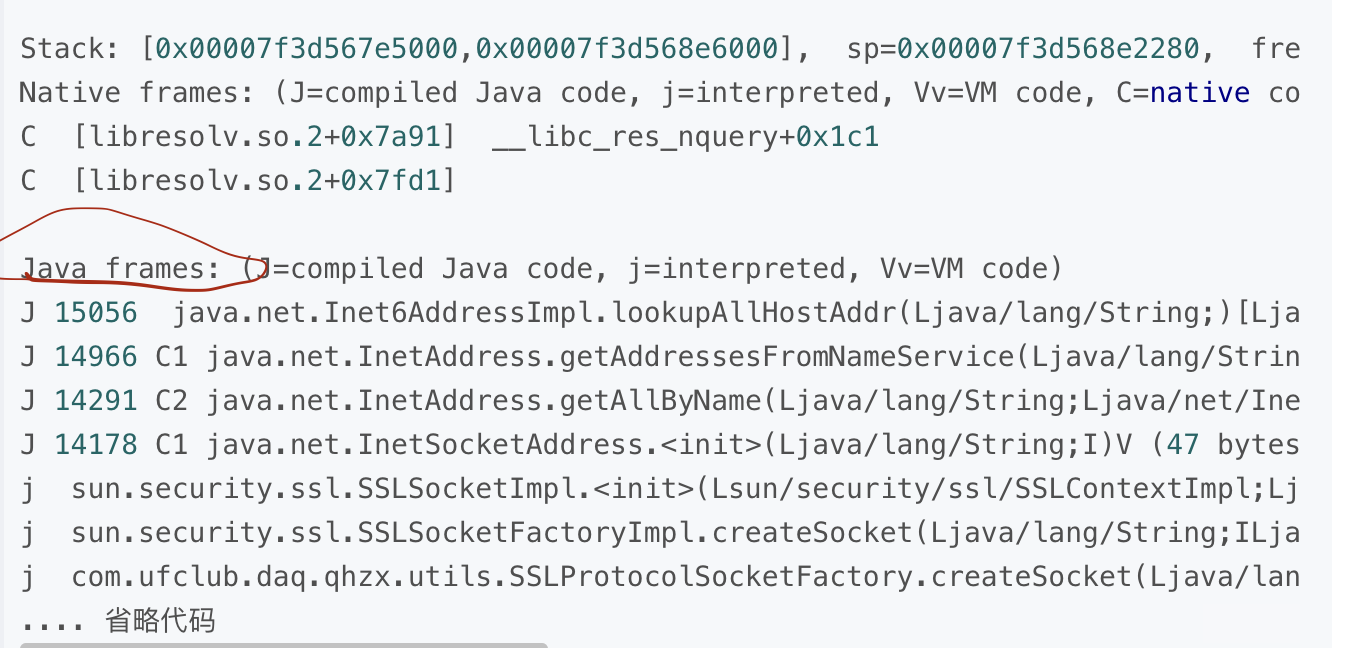 Stack: [0x00007f3d567e5000,0x00007f3d568e6000],  sp=0x00007f3d568e2280,  fre
Native frames: (J=compiled Java code, j=interpreted, Vv=VM code, C=native co
C  [libresolv.so.2+0x7a91]  __libc_res_nquery+0x1c1
C  [libresolv.so.2+0x7fd1]
Java frames: (J=compiled Java code, j=interpreted, Vv=VM code)
J 15056  java.net.Inet6AddressImpl.lookupAllHostAddr(Ljava/lang/String;)[Lja
J 14966 C1 java.net.InetAddress.getAddressesFromNameService(Ljava/lang/Strin
J 14291 C2 java.net.InetAddress.getAllByName(Ljava/lang/String;Ljava/net/Ine
J 14178 C1 java.net.InetSocketAddress.<init>(Ljava/lang/String;I)V (47 bytes
j  sun.security.ssl.SSLSocketImpl.<init>(Lsun/security/ssl/SSLContextImpl;Lj
j  sun.security.ssl.SSLSocketFactoryImpl.createSocket(Ljava/lang/String;ILja
j  com.ufclub.daq.qhzx.utils.SSLProtocolSocketFactory.createSocket(Ljava/lan
.... 省略代码